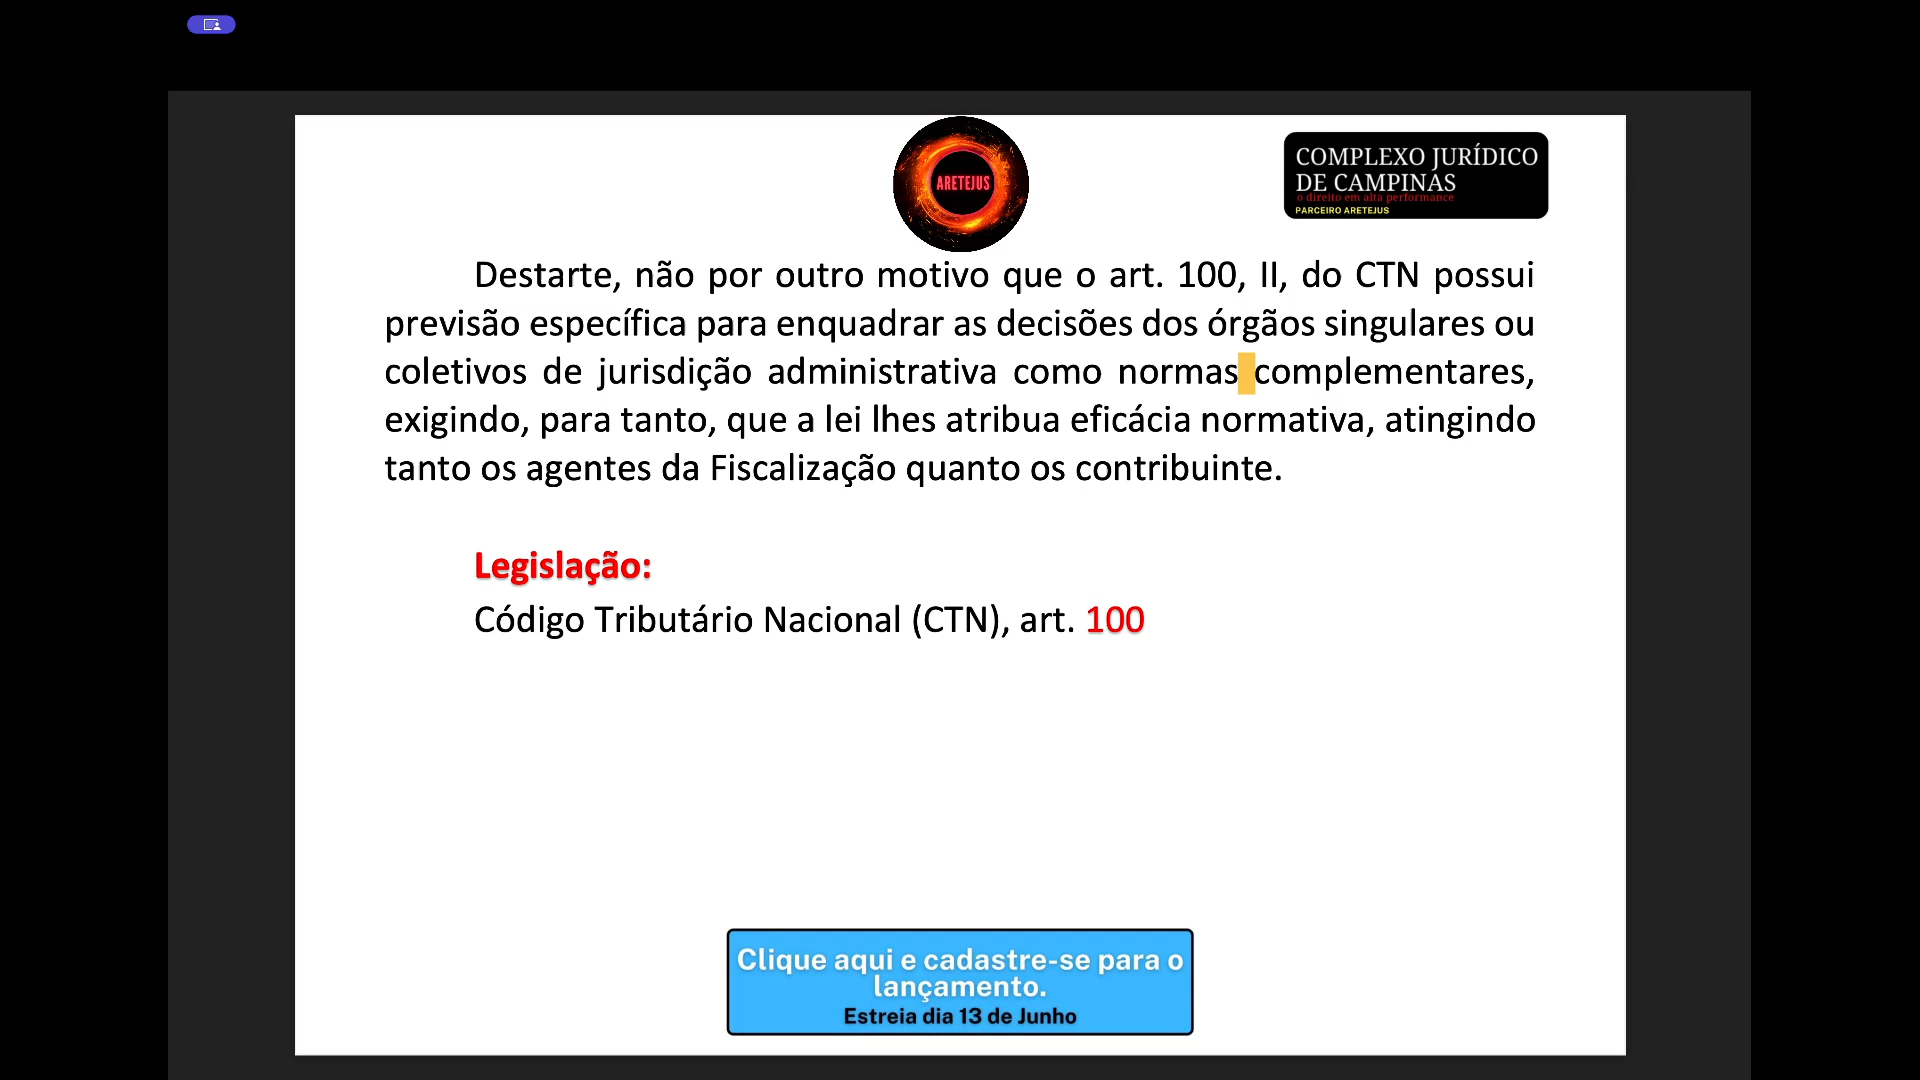 ARETEJUS
COMPLEXO JURÍDICO
DE CAMPINAS
o direito em alta performance
PARCEIRO ARETEJUS
Destarte, não por outro motivo que o art. 100, II, do CTN possui
previsão específica para enquadrar as decisões dos órgãos singulares ou
coletivos de jurisdição administrativa como normas complementares,
exigindo, para tanto, que a lei lhes atribua eficácia normativa, atingindo
tanto os agentes da Fiscalização quanto os contribuinte.
Legislação:
Código Tributário Nacional (CTN), art. 100
Clique aqui e cadastre-se para o
lançamento.
Estreia dia 13 de Junho